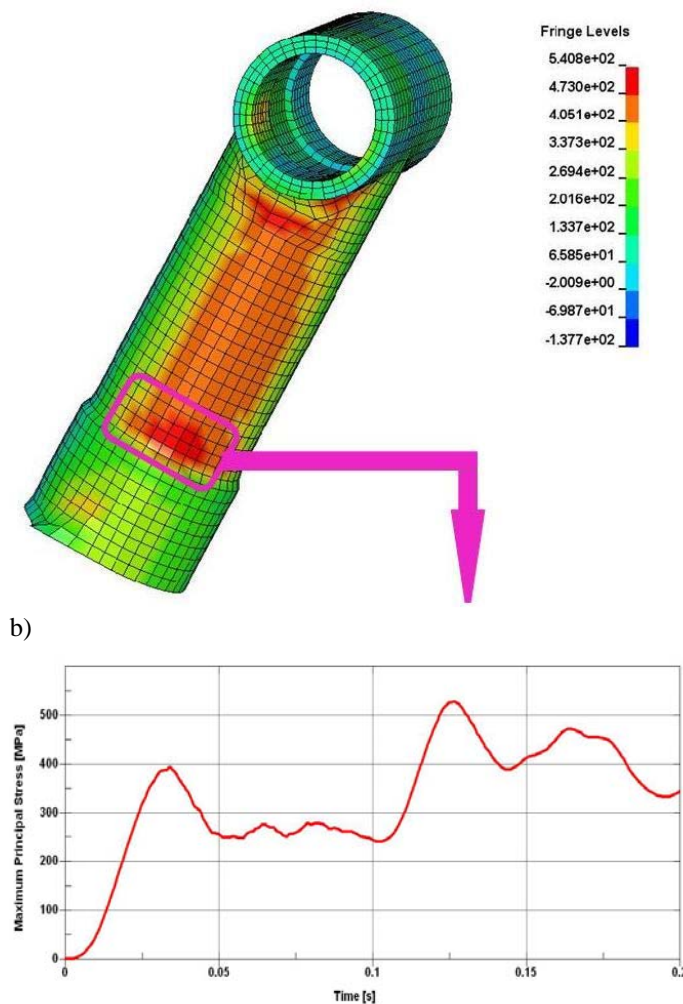 Fringe Levels
5.408e+02
4.730e+02
4.051e+02
3.373e+02
2.694e+02
2.016e+02
1.337e+02
6.585e+01
-2.009e+00
-6.987e+01
-1.377e+02
b)
Maximum Principal Stress [MPa]
500
400
300
200
100
0
0
0.05
0.1
0.15
0.2
Time [s]